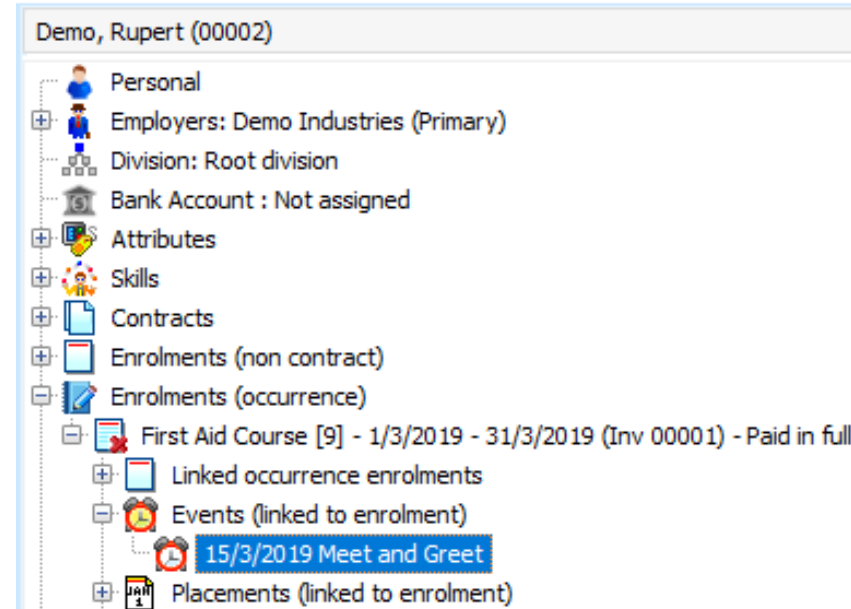 Demo, Rupert (00002)
Personal
Employers: Demo Industries (Primary)
Division: Root division
Bank Account : Not assigned
Attributes
Skills
Contracts
Enrolments (non contract)
Enrolments (occurrence)
First Aid Course [9] - 1/3/2019 - 31/3/2019 (Inv 00001) - Paid in full
Linked occurrence enrolments
Events (linked to enrolment)
15/3/2019 Meet and Greet
Placements (linked to enrolment)